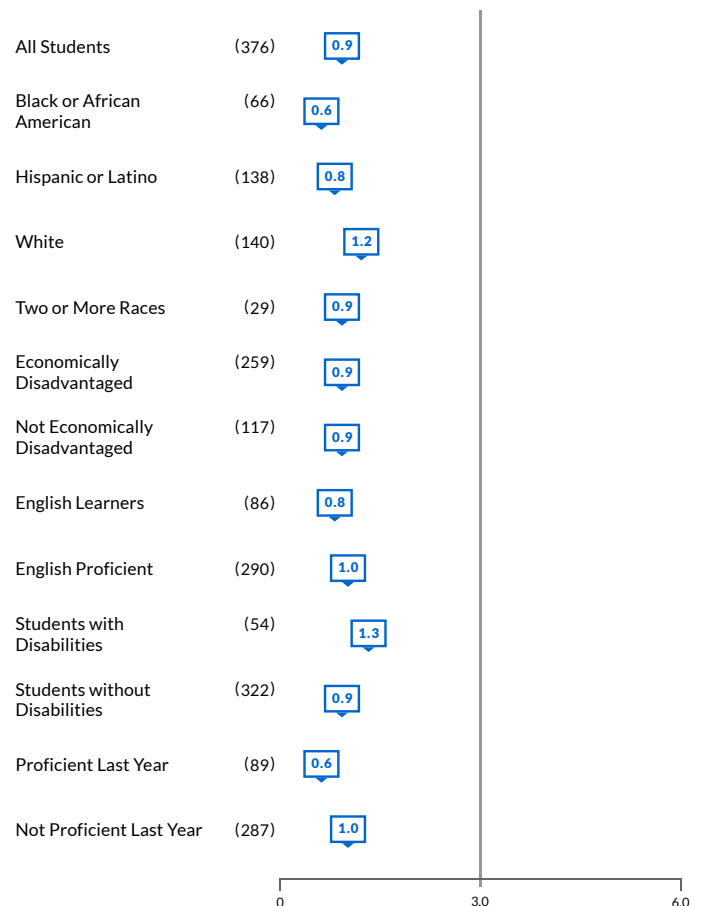 All Students (376) 0.9
Black or African (66)
American
0.6
Hispanic or Latino (138) 0.8
White (140) 1.2
Two or More Races (29) 0.9
Economically (259)
Disadvantaged
0.9
Not Economically (117)
Disadvantaged
0.9
English Learners (86) 0.8
English Proficient (290) 1.0
Students with (54)
Disabilities
1.3
Students without (322)
Disabilities
0.9
Proficient Last Year (89) 0.6
Not Proficient Last Year (287) 1.0
0 3.0 6.0